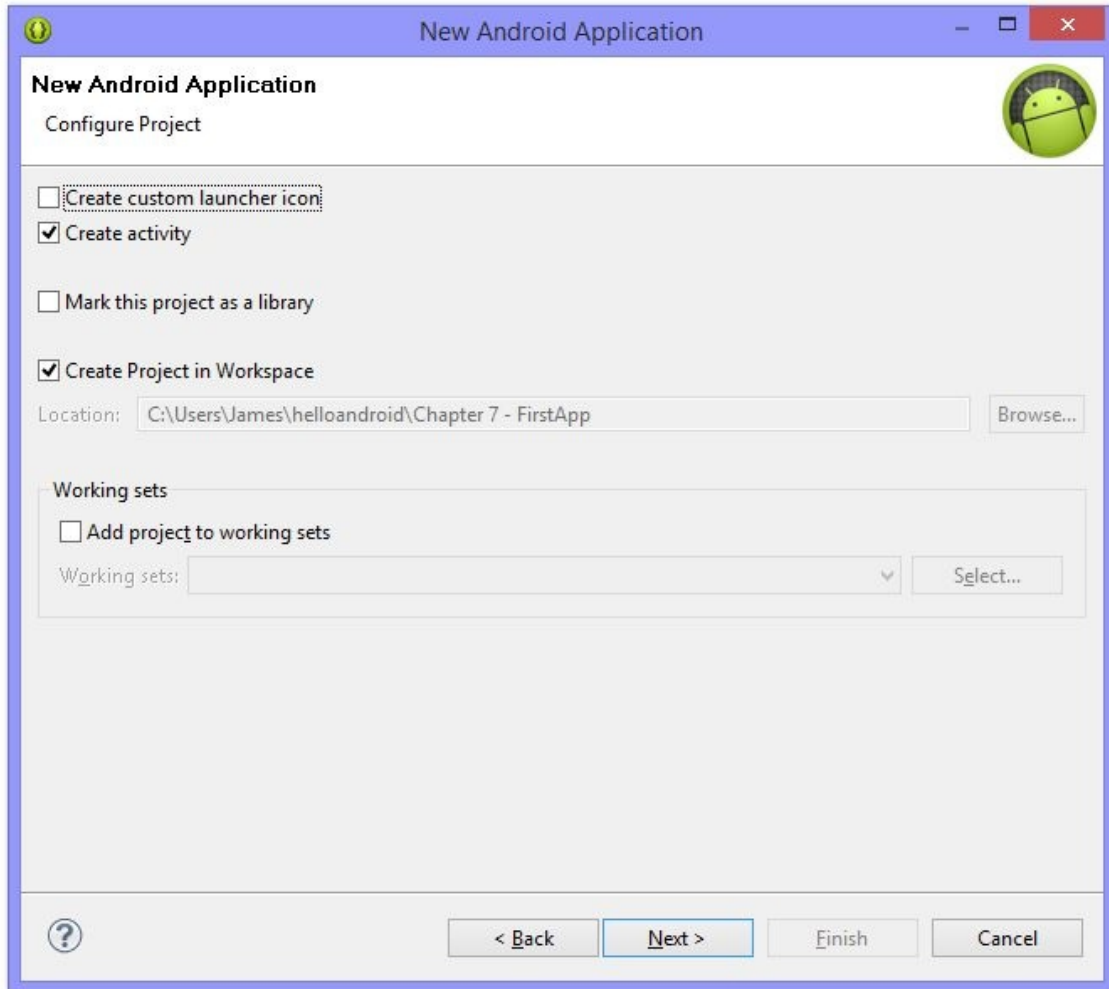 New Android Application
New Android Application
Configure Project
Create custom launcher icon
Create activity
Mark this project as a library
Create Project in Workspace
Location: C:\Users\James\helloandroid\Chapter 7 - FirstApp Browse...
Working sets
Add project to working sets
Working sets: Select...
< Back Next > Finish Cancel